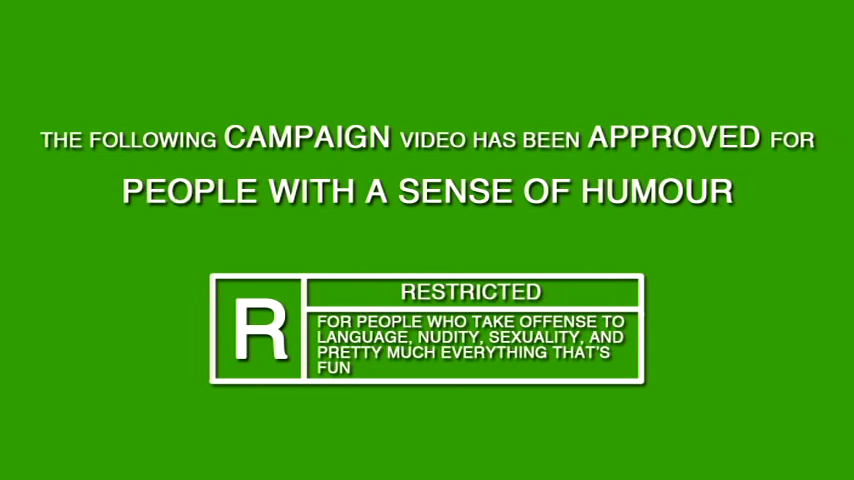 THE FOLLOWING CAMPAIGN VIDEO HAS BEEN APPROVED FOR
PEOPLE WITH A SENSE OF HUMOUR
R
RESTRICTED
FOR PEOPLE WHO TAKE OFFENSE TO
LANGUAGE, NUDITY, SEXUALITY, AND
PRETTY MUCH EVERYTHING THAT'S
FUN